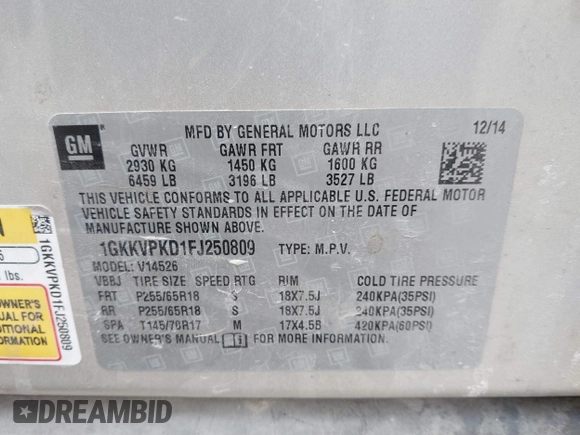 GM
MFD BY GENERAL MOTORS LLC 12/14
GVWR GAWR FRT GAWR RR
2930 KG 1450 KG 1600 KG
6459 LB 3196 LB 3527 LB
THIS VEHICLE CONFORMS TO ALL APPLICABLE U.S. FEDERAL MOTOR
VEHICLE SAFETY STANDARDS IN EFFECT ON THE DATE OF
MANUFACTURE SHOWN ABOVE.
1GKKVPKD1FJ250809 TYPE: M.P.V.
MODEL: V14526
VBBJ TIRE SIZE SPEED RTG RIM COLD TIRE PRESSURE
FRT P255/65R18 S 18X7.5J 240KPA(35PSI)
RR P255/65R18 S 18X7.5J 240KPA(35PSI)
SPA T145/70R17 M 17X4.5B 420KPA(60PSI)
SEE OWNER'S MANUAL FOR MORE INFORMATION.
1GKKVPKD1FJ250809
lbs.
OWNER'S
MANUAL FOR
ADDITIONAL
INFORMATION
DREAMBID